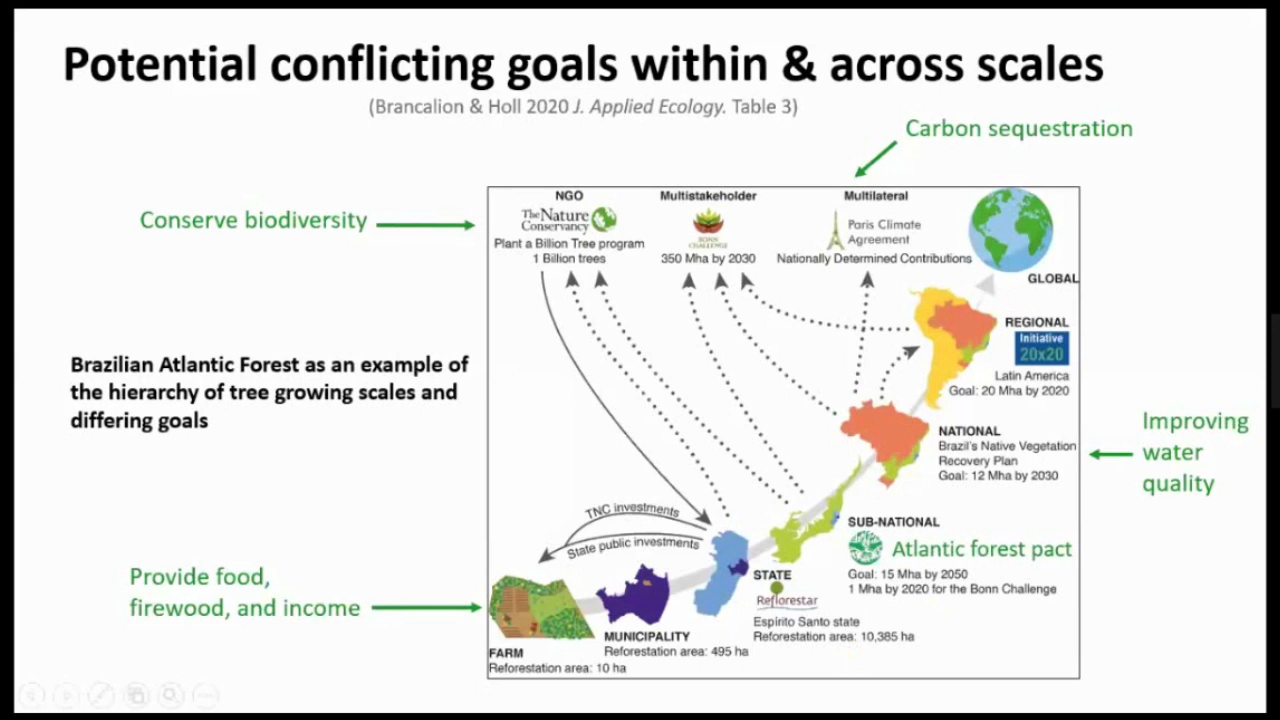 Potential conflicting goals within & across scales
(Brancalion & Holl 2020 J. Applied Ecology. Table 3)
Carbon sequestration
Conserve biodiversity
NGO
The Nature
Conservancy
Plant a Billion Tree program
1 Billion trees
Multistakeholder
BONN
CHALLENGE
350 Mha by 2030
Multilateral
Paris Climate
Agreement
Nationally Determined Contributions
GLOBAL
REGIONAL
Initiative
20x20
Latin America
Goal: 20 Mha by 2020
Brazilian Atlantic Forest as an example of
the hierarchy of tree growing scales and
differing goals
NATIONAL
Brazil's Native Vegetation
Recovery Plan
Goal: 12 Mha by 2030
Improving
water
quality
TNC investments
State public investments
SUB-NATIONAL
Atlantic forest pact
Goal: 15 Mha by 2050
1 Mha by 2020 for the Bonn Challenge
Provide food,
firewood, and income
STATE
Reflorestar
Espírito Santo state
Reforestation area: 10,385 ha
MUNICIPALITY
Reforestation area: 495 ha
FARM
Reforestation area: 10 ha